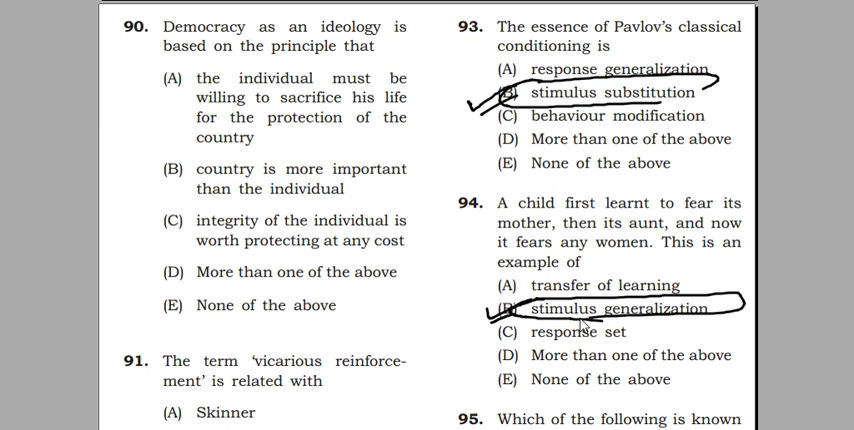 90. Democracy as an ideology is
based on the principle that
(A) the individual must be
willing to sacrifice his life
for the protection of the
country
(B) country is more important
than the individual
(C) integrity of the individual is
worth protecting at any cost
(D) More than one of the above
(E) None of the above
91. The term ‘vicarious reinforce-
ment’ is related with
(A) Skinner
93. The essence of Pavlov’s classical
conditioning is
(A) response generalization
(B) stimulus substitution
(C) behaviour modification
(D) More than one of the above
(E) None of the above
94. A child first learnt to fear its
mother, then its aunt, and now
it fears any women. This is an
example of
(A) transfer of learning
(B) stimulus generalization
(C) response set
(D) More than one of the above
(E) None of the above
95. Which of the following is known